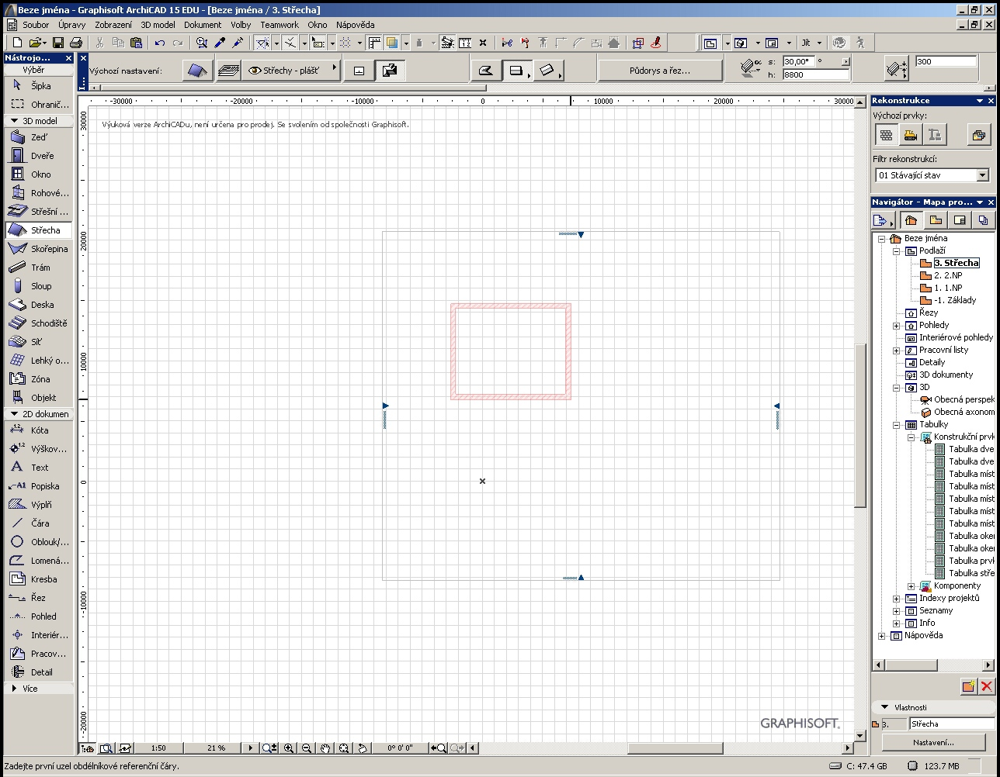 Beze jména - Graphisoft ArchiCAD 15 EDU - [Beze jména / 3. Střecha]
Soubor Úpravy Zobrazení 3D model Dokument Volby Teamwork Okno Nápověda
Nástrojo...
Výběr
Šipka
Ohranič...
3D model
Zeď
Dveře
Okno
Rohové...
Střešní ...
Střecha
Skořepina
Trám
Sloup
Deska
Schodiště
Síť
Lehký o...
Zóna
Objekt
2D dokumen
Kóta
Výškov...
Text
Popiska
Výplň
Čára
Oblouk/...
Lomená...
Kresba
Řez
Pohled
Interiér...
Pracov...
Detail
Více
Výchozí nastavení:
Střechy - plášť
Půdorys a řez...
s: 30,00° °
h: 8800
300
-30000 -20000 -10000 0 10000 20000 30000
30000
20000
10000
0
-10000
-20000
Výuková verze ArchiCADu, není určena pro prodej. Se svolením od společnosti Graphisoft.
GRAPHISOFT.
Rekonstrukce
Výchozí prvky:
Filtr rekonstrukcí:
01 Stávající stav
Navigátor - Mapa pro...
Beze jména
Podlaží
3. Střecha
2. 2.NP
1. 1.NP
-1. Základy
Řezy
Pohledy
Interiérové pohledy
Pracovní listy
Detaily
3D dokumenty
3D
Obecná perspek
Obecná axonom
Tabulky
Konstrukční prvk
Tabulka dve
Tabulka dve
Tabulka míst
Tabulka míst
Tabulka míst
Tabulka míst
Tabulka míst
Tabulka oken
Tabulka oken
Tabulka prvk
Tabulka stře
Komponenty
Indexy projektů
Seznamy
Info
Nápověda
Vlastnosti
3. Střecha
Nastavení...
1:50 21 % 0° 0' 0"
Zadejte první uzel obdélníkové referenční čáry.
C: 47.4 GB 123.7 MB